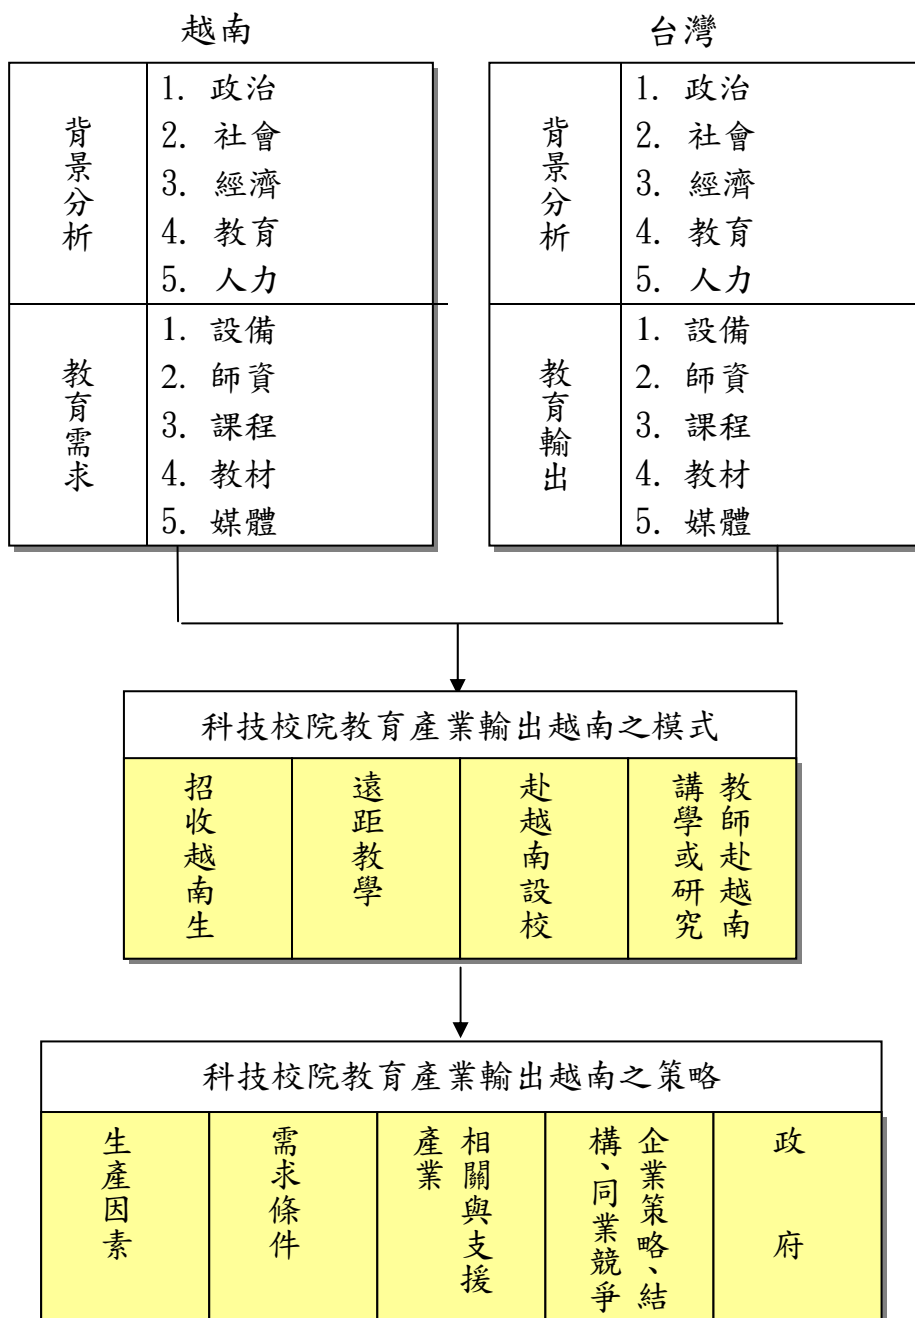 越南
背景分析
1. 政治
2. 社會
3. 經濟
4. 教育
5. 人力
教育需求
1. 設備
2. 師資
3. 課程
4. 教材
5. 媒體
台灣
背景分析
1. 政治
2. 社會
3. 經濟
4. 教育
5. 人力
教育輸出
1. 設備
2. 師資
3. 課程
4. 教材
5. 媒體
科技校院教育產業輸出越南之模式
招收越南生
遠距教學
赴越南設校
教師赴越南
講學或研究
科技校院教育產業輸出越南之策略
生產因素
需求條件
相關與支援
產業
企業策略、結
構、同業競爭
政府